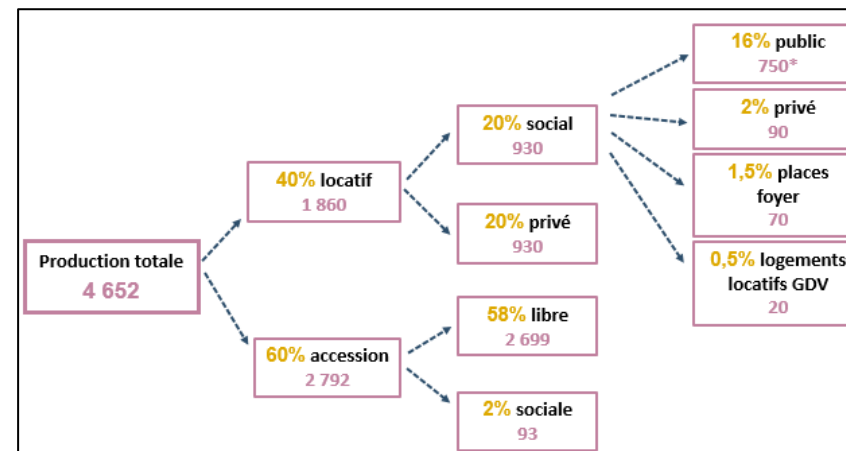 Production totale
4 652
40% locatif
1 860
60% accession
2 792
20% social
930
20% privé
930
58% libre
2 699
2% sociale
93
16% public
750*
2% privé
90
1,5% places
foyer
70
0,5% logements
locatifs GDV
20